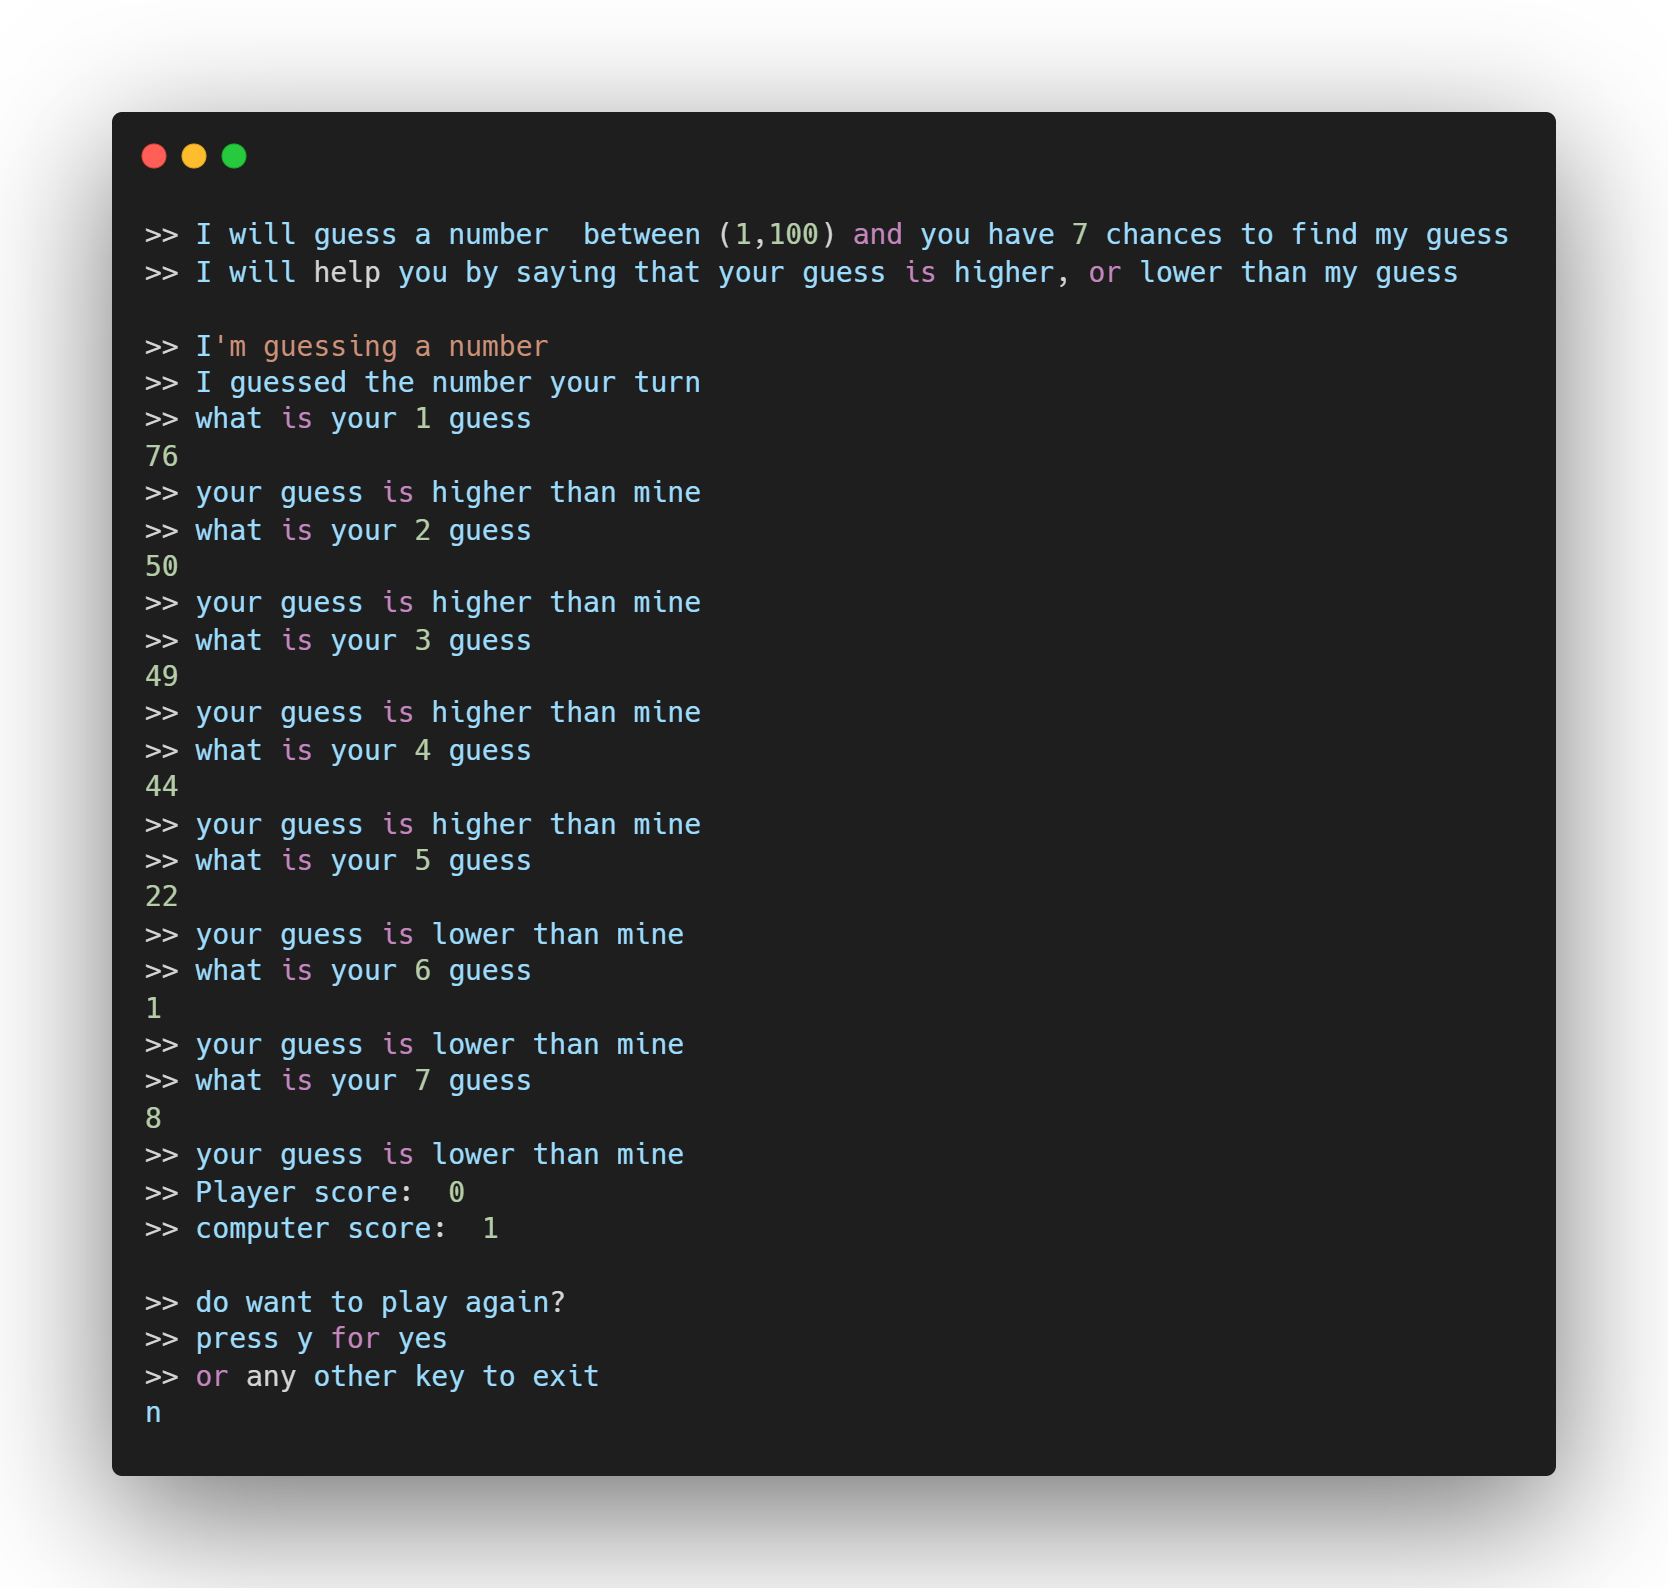 >> I will guess a number  between (1,100) and you have 7 chances to find my guess
>> I will help you by saying that your guess is higher, or lower than my guess
>> I'm guessing a number
>> I guessed the number your turn
>> what is your 1 guess
76
>> your guess is higher than mine
>> what is your 2 guess
50
>> your guess is higher than mine
>> what is your 3 guess
49
>> your guess is higher than mine
>> what is your 4 guess
44
>> your guess is higher than mine
>> what is your 5 guess
22
>> your guess is lower than mine
>> what is your 6 guess
1
>> your guess is lower than mine
>> what is your 7 guess
8
>> your guess is lower than mine
>> Player score:  0
>> computer score:  1
>> do want to play again?
>> press y for yes
>> or any other key to exit
n